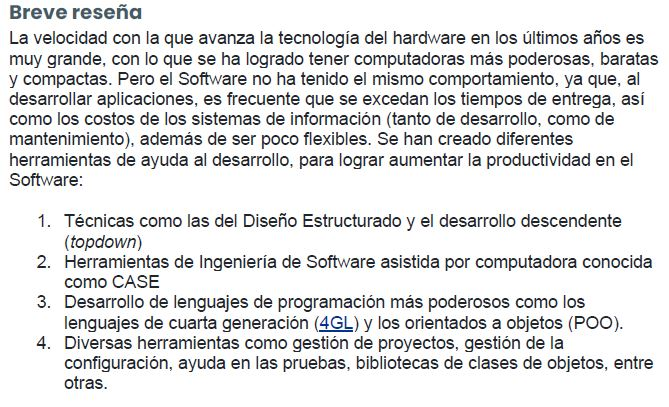 Breve reseña
La velocidad con la que avanza la tecnología del hardware en los últimos años es
muy grande, con lo que se ha logrado tener computadoras más poderosas, baratas
y compactas. Pero el Software no ha tenido el mismo comportamiento, ya que, al
desarrollar aplicaciones, es frecuente que se excedan los tiempos de entrega, así
como los costos de los sistemas de información (tanto de desarrollo, como de
mantenimiento), además de ser poco flexibles. Se han creado diferentes
herramientas de ayuda al desarrollo, para lograr aumentar la productividad en el
Software:
1. Técnicas como las del Diseño Estructurado y el desarrollo descendente
(topdown)
2. Herramientas de Ingeniería de Software asistida por computadora conocida
como CASE
3. Desarrollo de lenguajes de programación más poderosos como los
lenguajes de cuarta generación (4GL) y los orientados a objetos (POO).
4. Diversas herramientas como gestión de proyectos, gestión de la
configuración, ayuda en las pruebas, bibliotecas de clases de objetos, entre
otras.